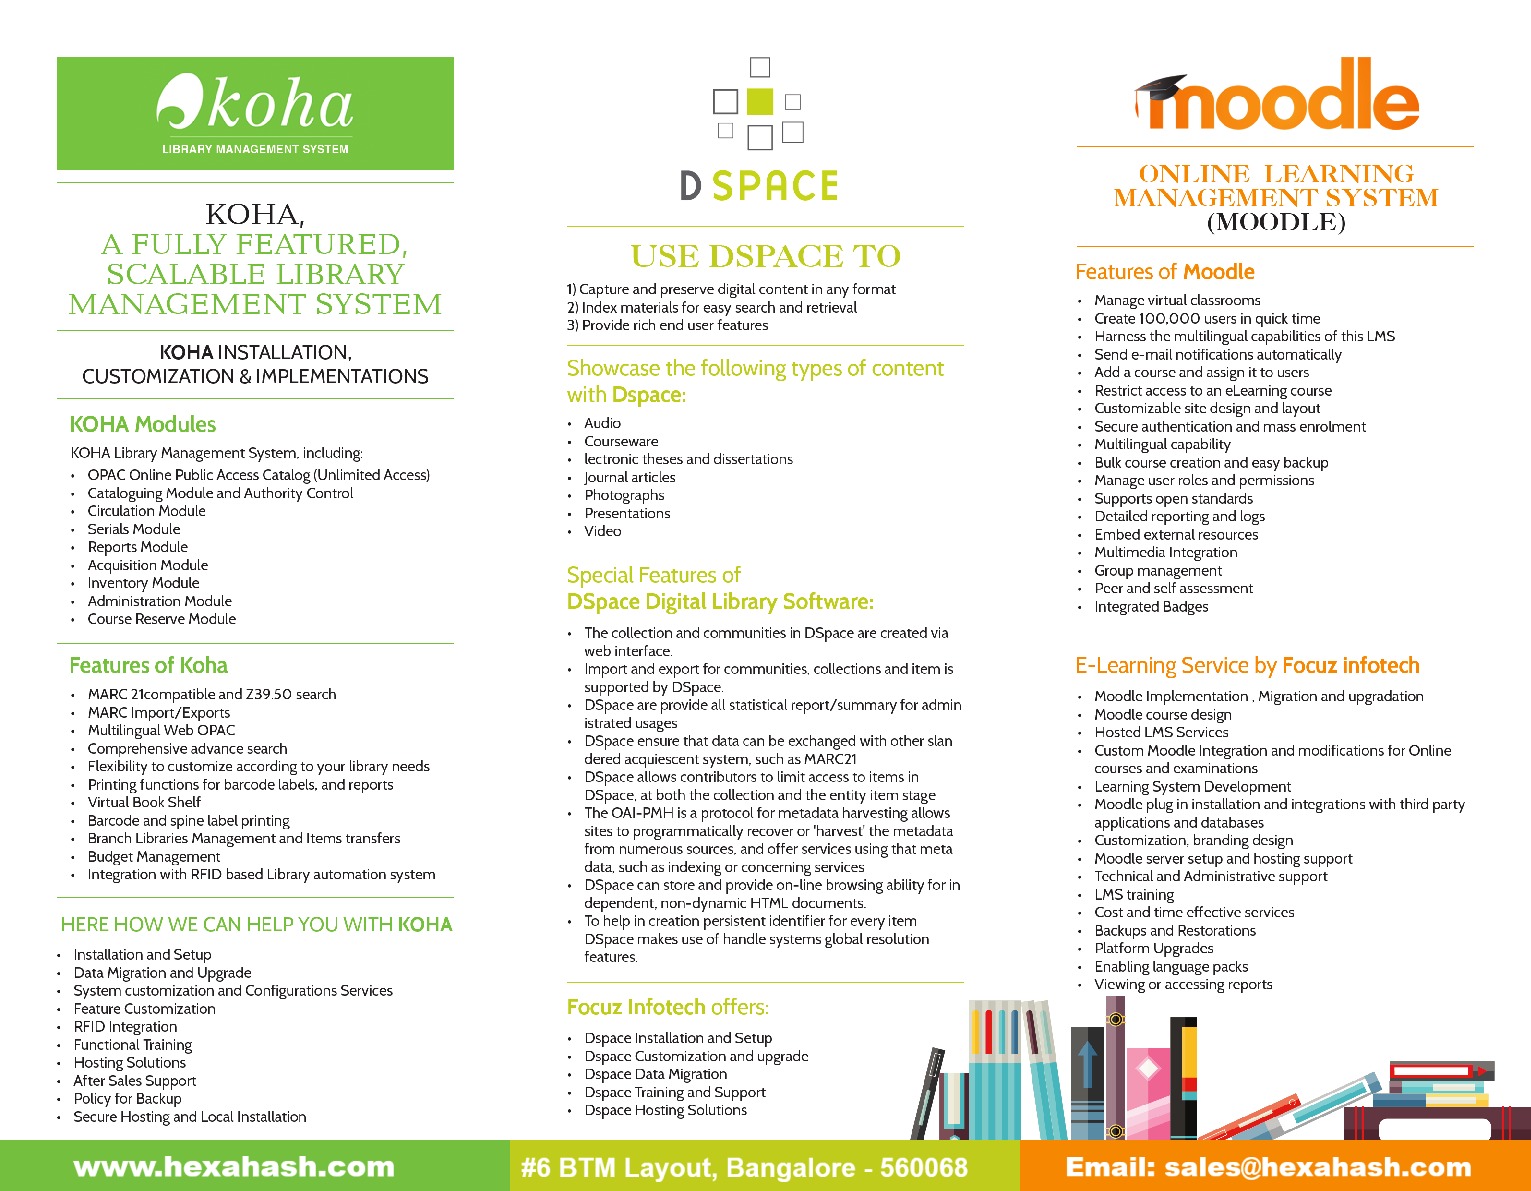 koha
LIBRARY MANAGEMENT SYSTEM
KOHA,
A FULLY FEATURED,
SCALABLE LIBRARY
MANAGEMENT SYSTEM
KOHA INSTALLATION,
CUSTOMIZATION & IMPLEMENTATIONS
KOHA Modules
KOHA Library Management System, including:
• OPAC Online Public Access Catalog (Unlimited Access)
• Cataloguing Module and Authority Control
• Circulation Module
• Serials Module
• Reports Module
• Acquisition Module
• Inventory Module
• Administration Module
• Course Reserve Module
Features of Koha
• MARC 21compatible and Z39.50 search
• MARC Import/Exports
• Multilingual Web OPAC
• Comprehensive advance search
• Flexibility to customize according to your library needs
• Printing functions for barcode labels, and reports
• Virtual Book Shelf
• Barcode and spine label printing
• Branch Libraries Management and Items transfers
• Budget Management
• Integration with RFID based Library automation system
HERE HOW WE CAN HELP YOU WITH KOHA
• Installation and Setup
• Data Migration and Upgrade
• System customization and Configurations Services
• Feature Customization
• RFID Integration
• Functional Training
• Hosting Solutions
• After Sales Support
• Policy for Backup
• Secure Hosting and Local Installation
www.hexahash.com
D SPACE
USE DSPACE TO
1) Capture and preserve digital content in any format
2) Index materials for easy search and retrieval
3) Provide rich end user features
Showcase the following types of content
with Dspace:
• Audio
• Courseware
• lectronic theses and dissertations
• Journal articles
• Photographs
• Presentations
• Video
Special Features of
DSpace Digital Library Software:
• The collection and communities in DSpace are created via
web interface.
• Import and export for communities, collections and item is
supported by DSpace.
• DSpace are provide all statistical report/summary for admin
istrated usages
• DSpace ensure that data can be exchanged with other slan
dered acquiescent system, such as MARC21
• DSpace allows contributors to limit access to items in
DSpace, at both the collection and the entity item stage
• The OAI-PMH is a protocol for metadata harvesting allows
sites to programmatically recover or 'harvest' the metadata
from numerous sources, and offer services using that meta
data, such as indexing or concerning services
• DSpace can store and provide on-line browsing ability for in
dependent, non-dynamic HTML documents.
• To help in creation persistent identifier for every item
DSpace makes use of handle systems global resolution
features.
Focuz Infotech offers:
• Dspace Installation and Setup
• Dspace Customization and upgrade
• Dspace Data Migration
• Dspace Training and Support
• Dspace Hosting Solutions
#6 BTM Layout, Bangalore - 560068
moodle
ONLINE LEARNING
MANAGEMENT SYSTEM
(MOODLE)
Features of Moodle
• Manage virtual classrooms
• Create 100,000 users in quick time
• Harness the multilingual capabilities of this LMS
• Send e-mail notifications automatically
• Add a course and assign it to users
• Restrict access to an eLearning course
• Customizable site design and layout
• Secure authentication and mass enrolment
• Multilingual capability
• Bulk course creation and easy backup
• Manage user roles and permissions
• Supports open standards
• Detailed reporting and logs
• Embed external resources
• Multimedia Integration
• Group management
• Peer and self assessment
• Integrated Badges
E-Learning Service by Focuz infotech
• Moodle Implementation , Migration and upgradation
• Moodle course design
• Hosted LMS Services
• Custom Moodle Integration and modifications for Online
courses and examinations
• Learning System Development
• Moodle plug in installation and integrations with third party
applications and databases
• Customization, branding design
• Moodle server setup and hosting support
• Technical and Administrative support
• LMS training
• Cost and time effective services
• Backups and Restorations
• Platform Upgrades
• Enabling language packs
• Viewing or accessing reports
Email: sales@hexahash.com